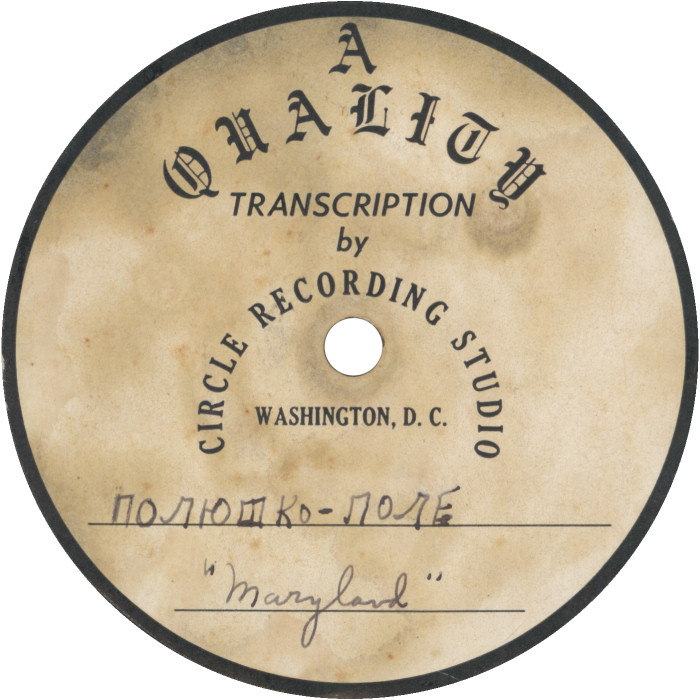 A
QUALITY
TRANSCRIPTION
by
CIRCLE RECORDING STUDIO
WASHINGTON, D. C.
ПОЛЮШКО-ПОЛЕ
"Maryland"